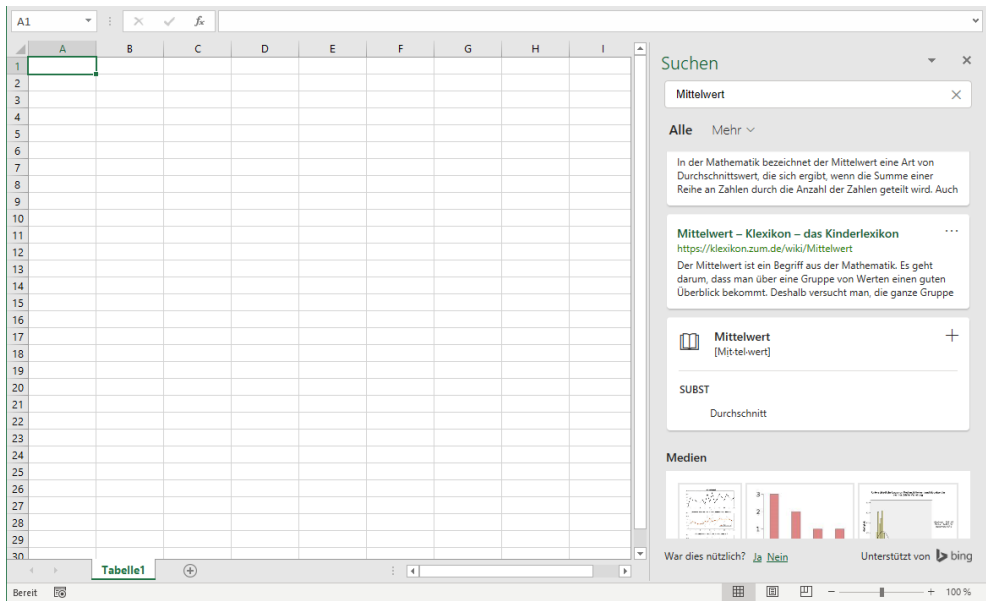 A1
fx
A B C D E F G H I
1
2
3
4
5
6
7
8
9
10
11
12
13
14
15
16
17
18
19
20
21
22
23
24
25
26
27
28
29
30
Tabelle1
Bereit
100 %
Suchen
Mittelwert
Alle Mehr
In der Mathematik bezeichnet der Mittelwert eine Art von
Durchschnittswert, die sich ergibt, wenn die Summe einer
Reihe an Zahlen durch die Anzahl der Zahlen geteilt wird. Auch
Mittelwert – Klexikon – das Kinderlexikon
https://klexikon.zum.de/wiki/Mittelwert
Der Mittelwert ist ein Begriff aus der Mathematik. Es geht
darum, dass man über eine Gruppe von Werten einen guten
Überblick bekommt. Deshalb versucht man, die ganze Gruppe
Mittelwert
[Mit·tel·wert]
SUBST
Durchschnitt
Medien
3
2
1
War dies nützlich? Ja Nein
Unterstützt von bing